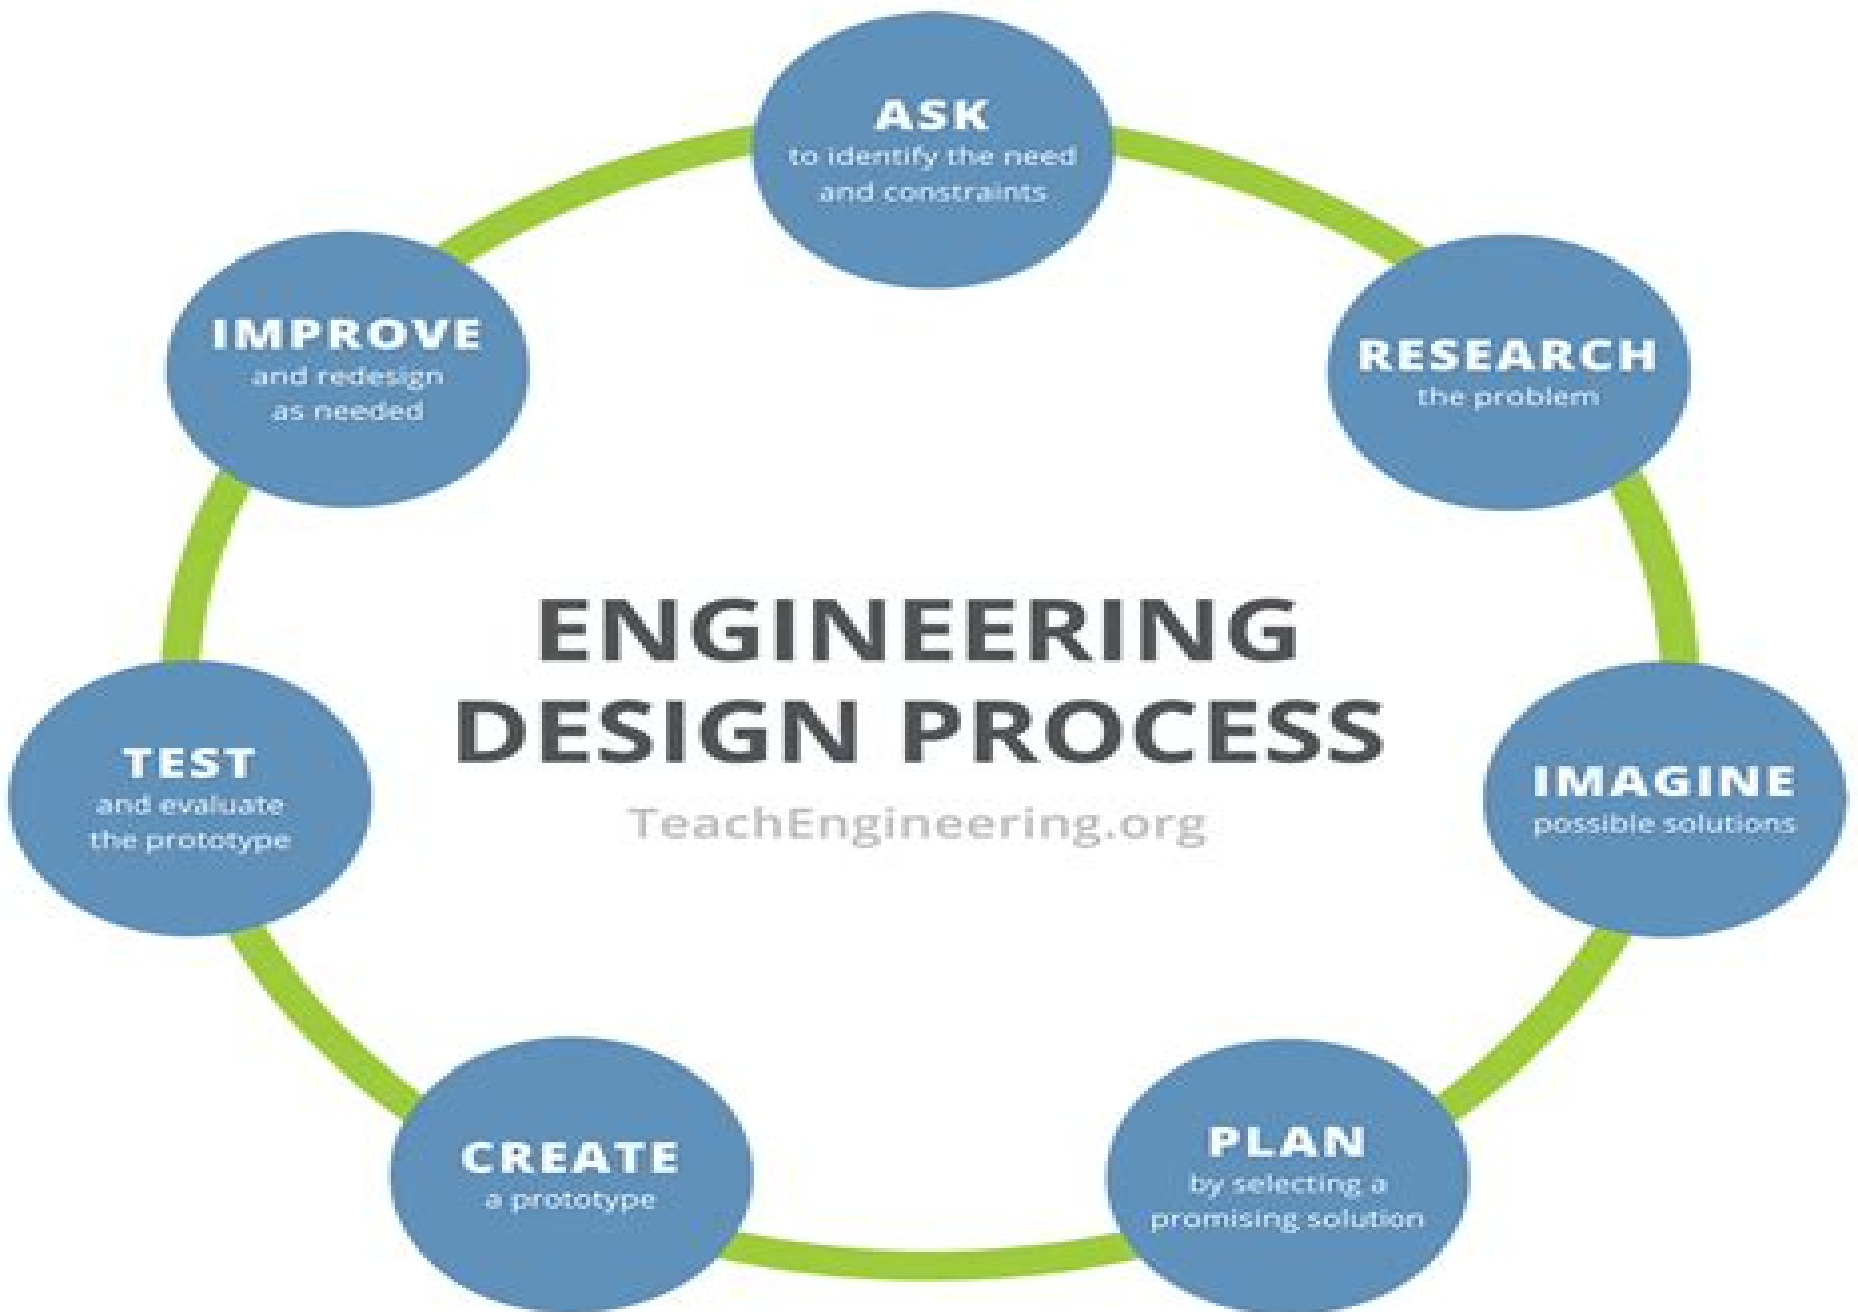 ASK
to identify the need
and constraints
RESEARCH
the problem
IMAGINE
possible solutions
PLAN
by selecting a
promising solution
CREATE
a prototype
TEST
and evaluate
the prototype
IMPROVE
and redesign
as needed
ENGINEERING
DESIGN PROCESS
TeachEngineering.org